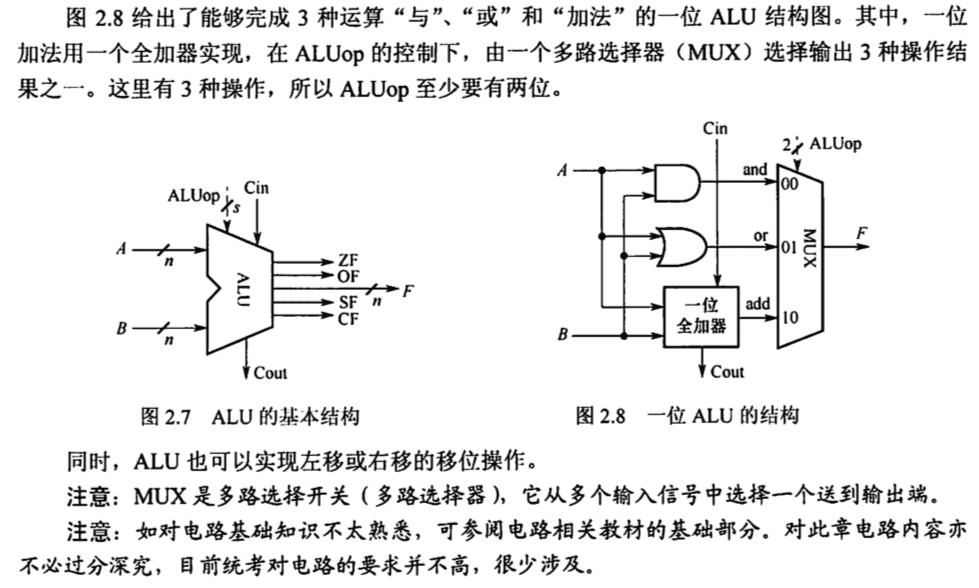 图 2.8 给出了能够完成 3 种运算“与”、“或”和“加法”的一位 ALU 结构图。其中，一位
加法用一个全加器实现，在 ALUop 的控制下，由一个多路选择器（MUX）选择输出 3 种操作结
果之一。这里有 3 种操作，所以 ALUop 至少要有两位。
ALUop
s
Cin
A
n
B
n
ALU
ZF
OF
F
n
SF
CF
Cout
图 2.7 ALU 的基本结构
Cin
2
ALUop
A
and
00
or
01
MUX
F
B
一位
全加器
add
10
Cout
图 2.8 一位 ALU 的结构
同时，ALU 也可以实现左移或右移的移位操作。
注意：MUX 是多路选择开关（多路选择器），它从多个输入信号中选择一个送到输出端。
注意：如对电路基础知识不太熟悉，可参阅电路相关教材的基础部分。对此章电路内容亦
不必过分深究，目前统考对电路的要求并不高，很少涉及。